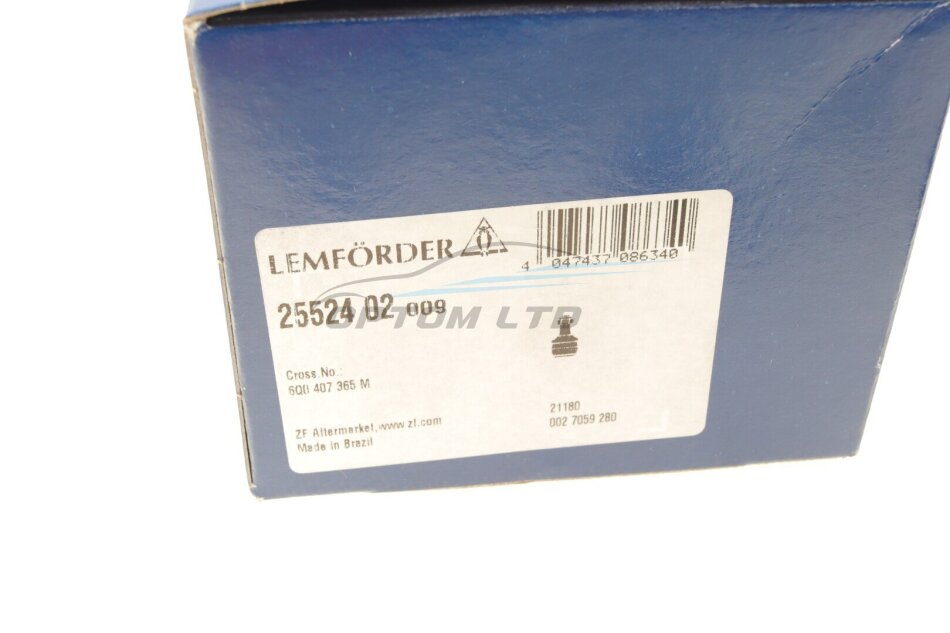 LEMFÖRDER
4 047437 086340
25524 02 009
OPTOM LTD
Cross.No.:
6Q0 407 365 M
21180
002 7059 280
ZF Aftermarket,www.zf.com
Made in Brazil